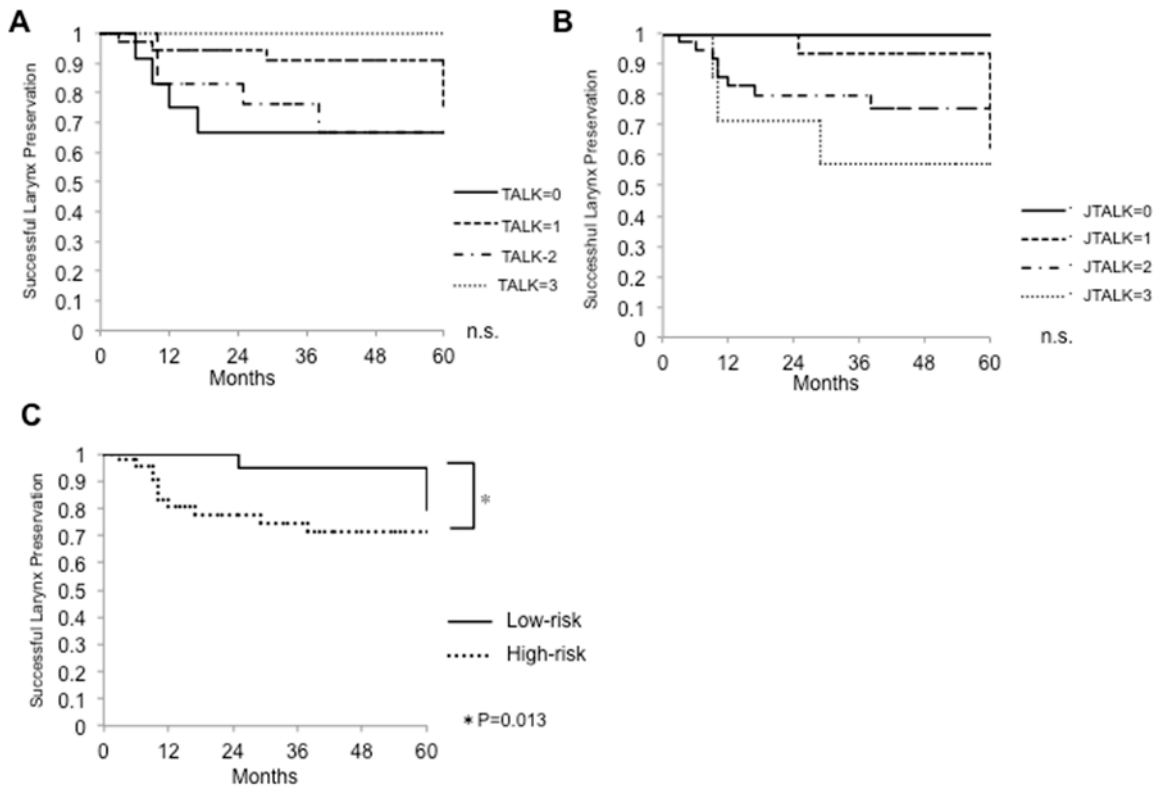 A
Successful Larynx Preservation
1
0.9
0.8
0.7
0.6
0.5
0.4
0.3
0.2
0.1
0
0 12 24 36 48 60
Months
TALK=0
TALK=1
TALK-2
TALK=3
n.s.
B
Successhul Larynx Preservation
1
0.9
0.8
0.7
0.6
0.5
0.4
0.3
0.2
0.1
0
0 12 24 36 48 60
Months
JTALK=0
JTALK=1
JTALK=2
JTALK=3
n.s.
C
Successful Larynx Preservation
1
0.9
0.8
0.7
0.6
0.5
0.4
0.3
0.2
0.1
0
0 12 24 36 48 60
Months
*
Low-risk
High-risk
* P=0.013